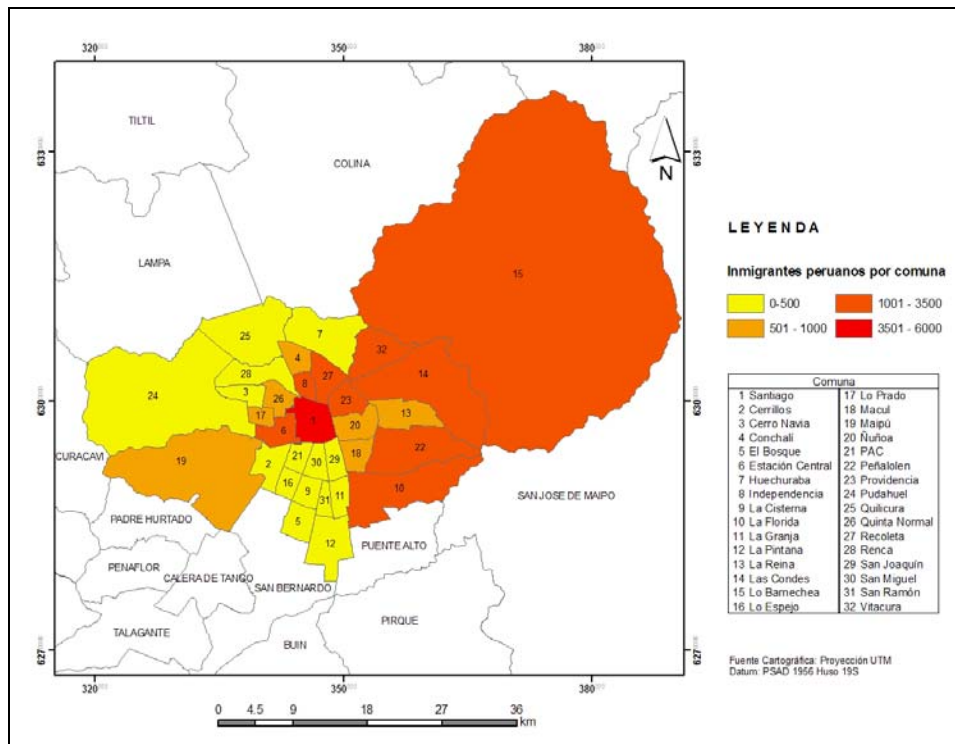 320000
350000
380000
TILTIL
COLINA
633
633
N
LAMPA
15
25
7
32
4
14
28
8
27
3
24
26
23
630
630
17
13
1
20
6
22
18
CURACAVI
19
2
21
30
29
16
9
31
11
10
SAN JOSE DE MAIPO
5
PADRE HURTADO
12
PUENTE ALTO
PENAFLOR
CALERA DE TANGO
SAN BERNARDO
PIRQUE
TALAGANTE
BUIN
627
627
320000
350000
380000
0 4.5 9 18 27 36
km
LEYENDA
Inmigrantes peruanos por comuna
0-500 1001 - 3500
501 - 1000 3501 - 6000
Comuna
1 Santiago 17 Lo Prado
2 Cerrillos 18 Macul
3 Cerro Navia 19 Maipú
4 Conchalí 20 Ñuñoa
5 El Bosque 21 PAC
6 Estación Central 22 Peñalolen
7 Huechuraba 23 Providencia
8 Independencia 24 Pudahuel
9 La Cisterna 25 Quilicura
10 La Florida 26 Quinta Normal
11 La Granja 27 Recoleta
12 La Pintana 28 Renca
13 La Reina 29 San Joaquín
14 Las Condes 30 San Miguel
15 Lo Barnechea 31 San Ramón
16 Lo Espejo 32 Vitacura
Fuente Cartográfica: Proyección UTM
Datum: PSAD 1956 Huso 19S